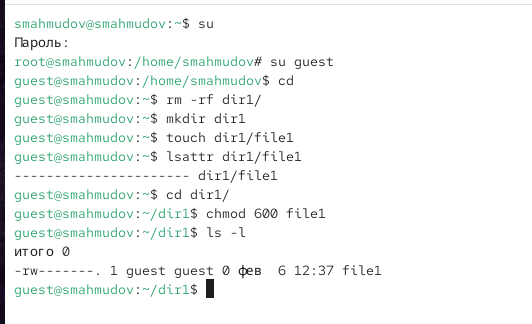 smahmudov@smahmudov:~$ su
Пароль:
root@smahmudov:/home/smahmudov# su guest
guest@smahmudov:/home/smahmudov$ cd
guest@smahmudov:~$ rm -rf dir1/
guest@smahmudov:~$ mkdir dir1
guest@smahmudov:~$ touch dir1/file1
guest@smahmudov:~$ lsattr dir1/file1
---------------------- dir1/file1
guest@smahmudov:~$ cd dir1/
guest@smahmudov:~/dir1$ chmod 600 file1
guest@smahmudov:~/dir1$ ls -l
итого 0
-rw-------. 1 guest guest 0 фев  6 12:37 file1
guest@smahmudov:~/dir1$